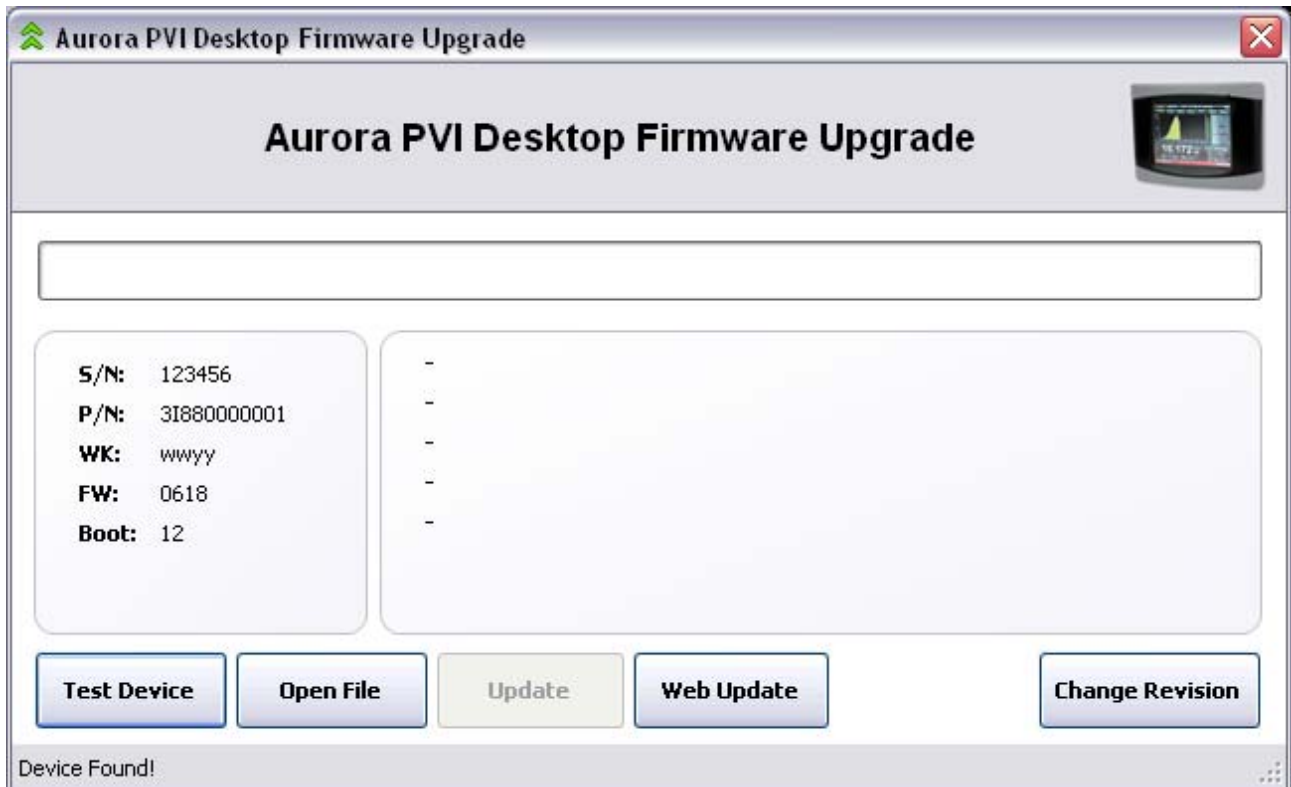 Aurora PVI Desktop Firmware Upgrade
Aurora PVI Desktop Firmware Upgrade
S/N: 123456
P/N: 3I880000001
WK: wwyy
FW: 0618
Boot: 12
-
-
-
-
-
Test Device Open File Update Web Update Change Revision
Device Found!